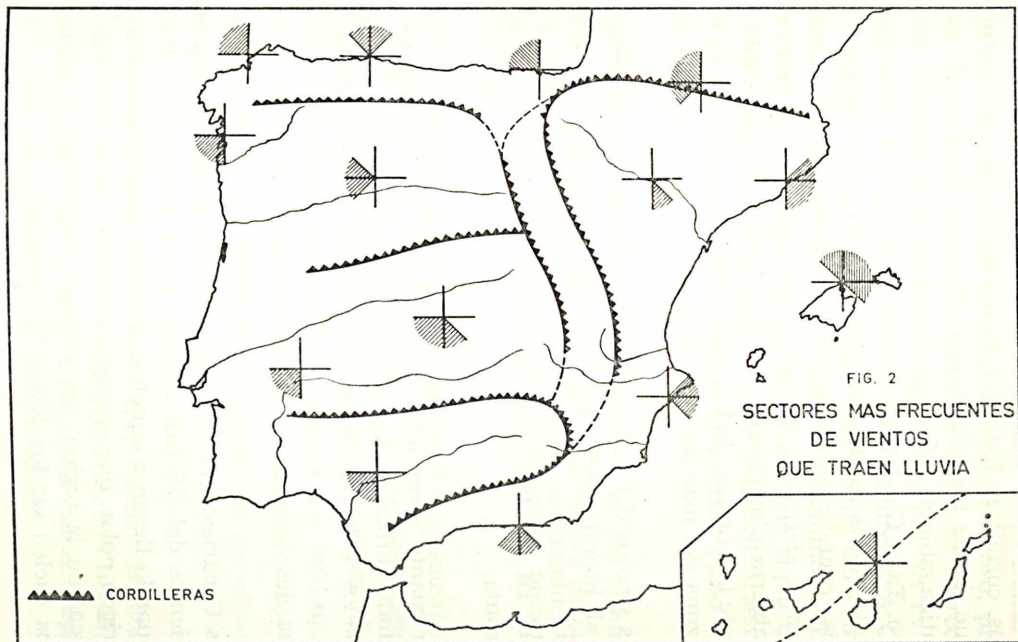 FIG. 2
SECTORES MAS FRECUENTES
DE VIENTOS
QUE TRAEN LLUVIA
CORDILLERAS